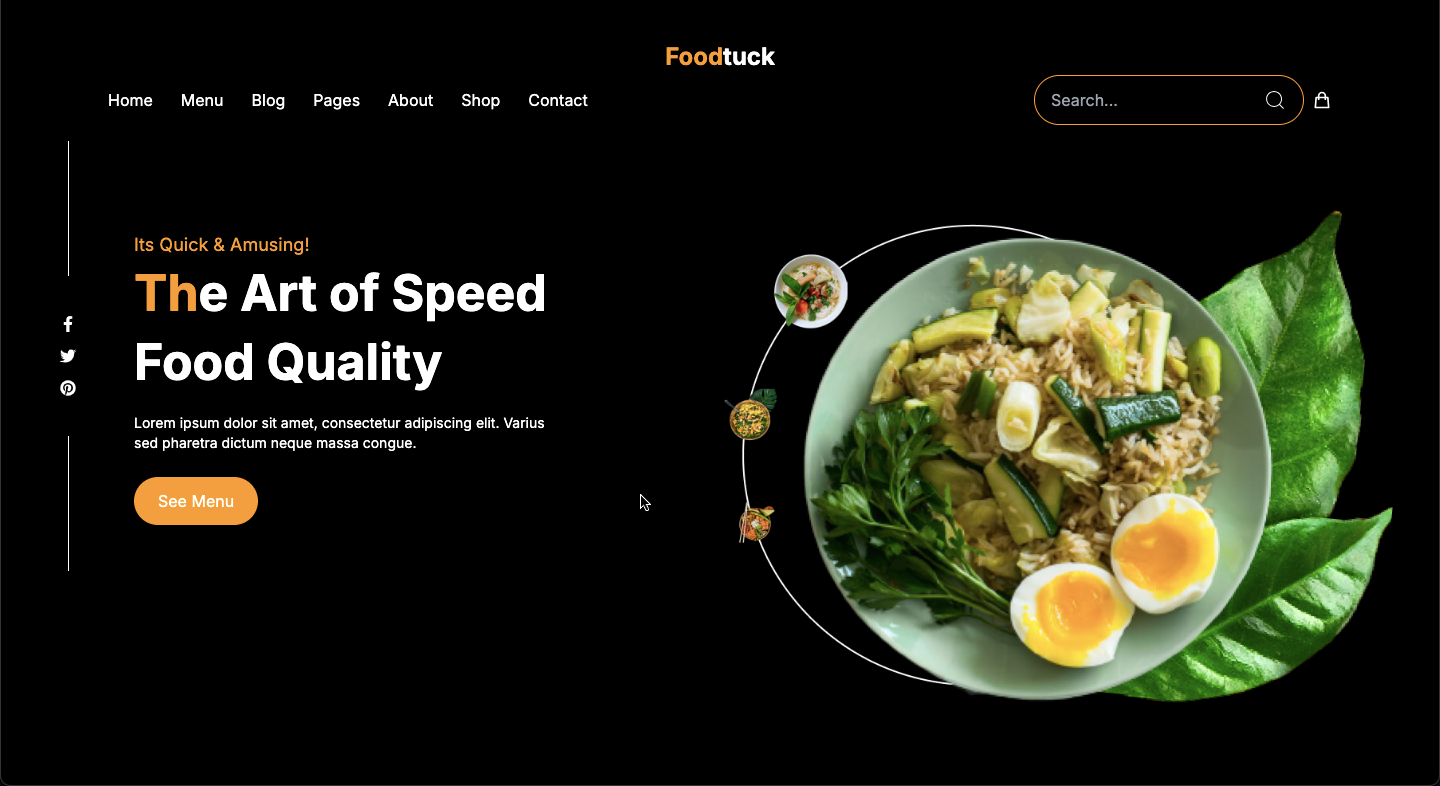 Foodtuck
Home Menu Blog Pages About Shop Contact
Search...
Its Quick & Amusing!
The Art of Speed
Food Quality
Lorem ipsum dolor sit amet, consectetur adipiscing elit. Varius
sed pharetra dictum neque massa congue.
See Menu